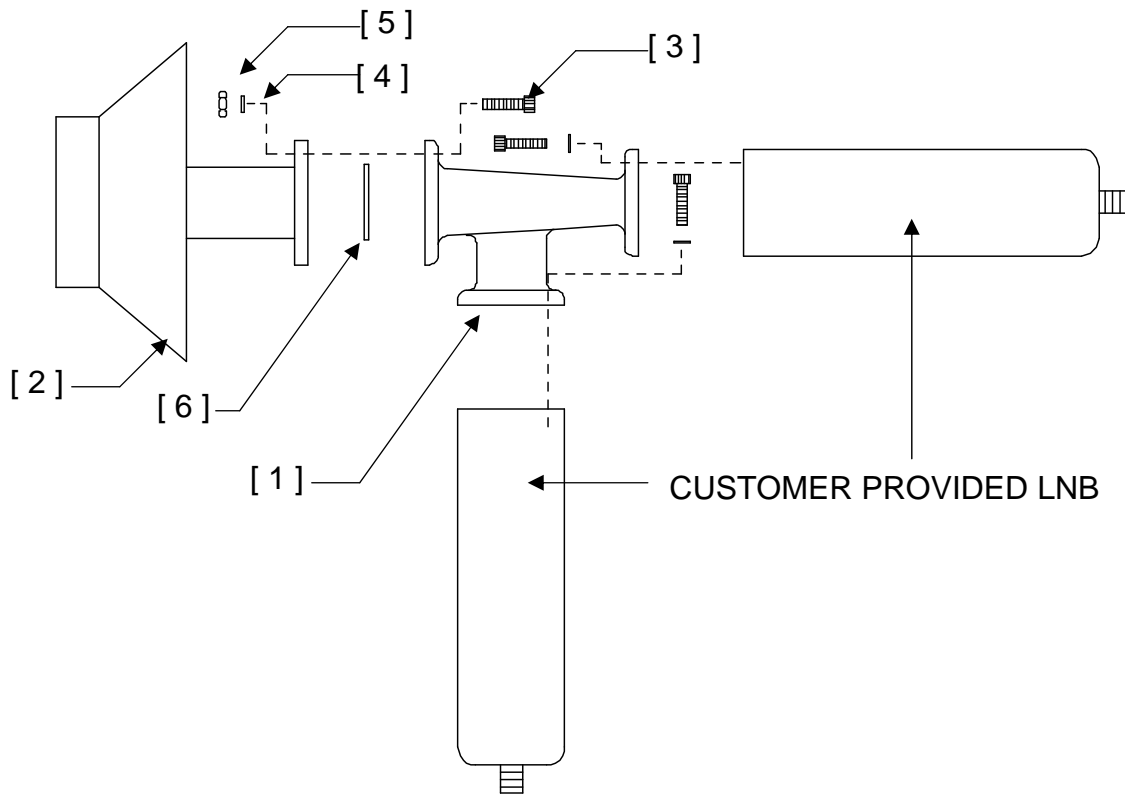 [ 5 ]
[ 4 ]
[ 3 ]
[ 2 ]
[ 6 ]
[ 1 ]
CUSTOMER PROVIDED LNB